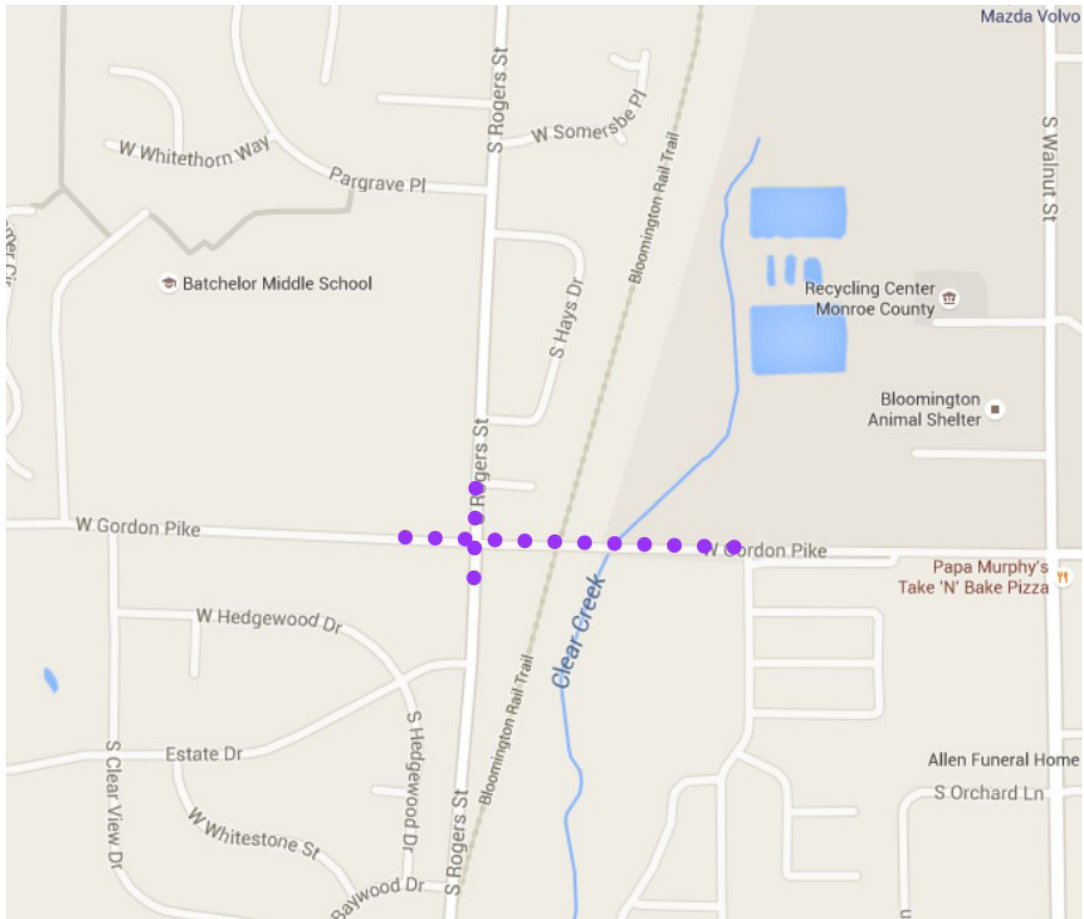 Mazda Volvo
S Rogers St
W Somersbe Pl
W Whitethorn Way
Pargrave Pl
S Walnut St
Bloomington Rail Trail
Batchelor Middle School
Recycling Center
Monroe County
S Hays Dr
Bloomington
Animal Shelter
S Rogers St
W Gordon Pike
W Gordon Pike
Papa Murphy's
Take 'N' Bake Pizza
W Hedgewood Dr
Clear Creek
Bloomington Rail Trail
Estate Dr
S Hedgewood Dr
S Clear View Dr
Allen Funeral Home
S Orchard Ln
W Whitestone St
S Rogers St
Baywood Dr